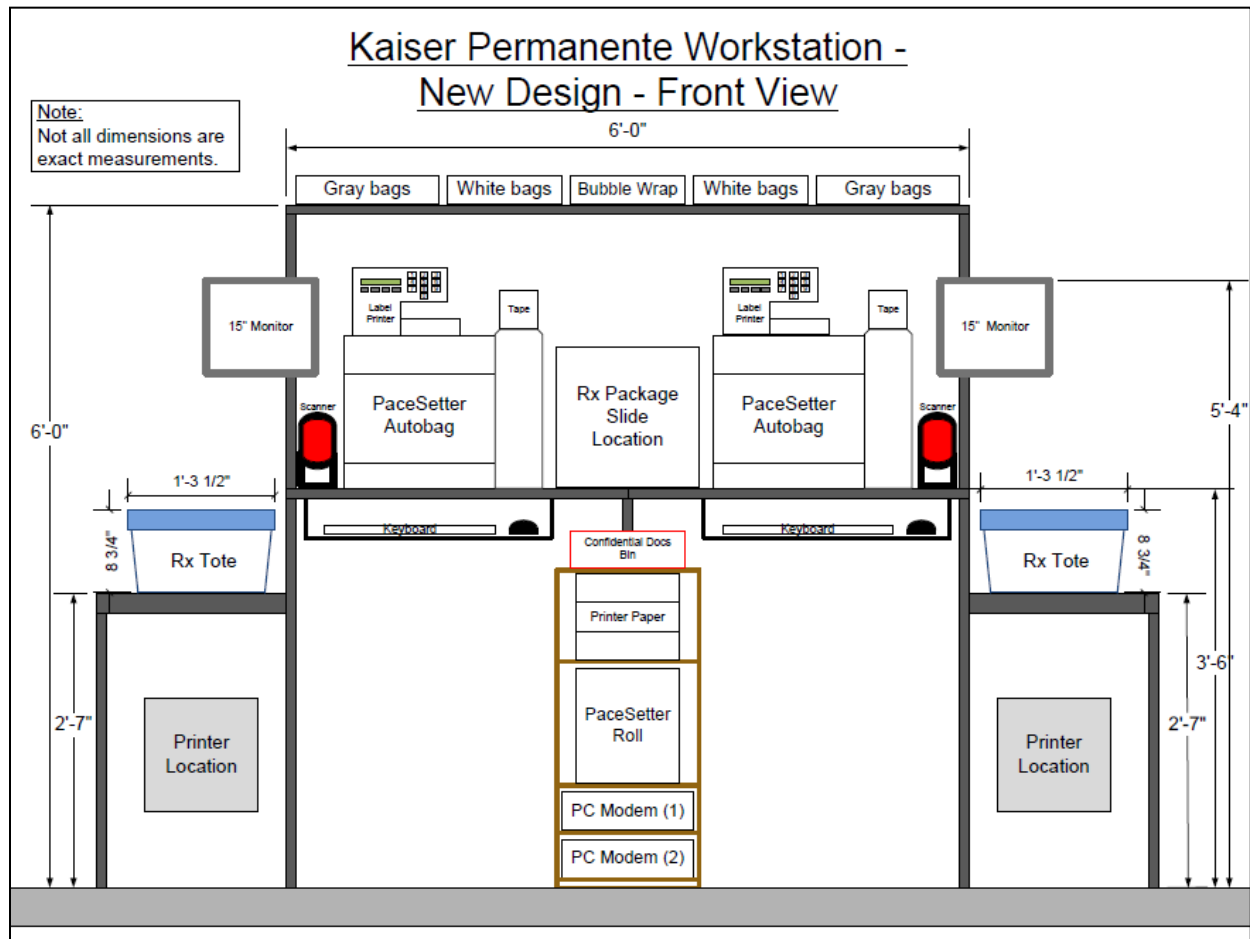 Kaiser Permanente Workstation -
New Design - Front View
Note:
Not all dimensions are
exact measurements.
6'-0"
Gray bags
White bags
Bubble Wrap
White bags
Gray bags
Label
Printer
Tape
Label
Printer
Tape
15" Monitor
15" Monitor
Scanner
PaceSetter
Autobag
Rx Package
Slide
Location
PaceSetter
Autobag
Scanner
6'-0"
5'-4"
1'-3 1/2"
1'-3 1/2"
Keyboard
Keyboard
8 3/4"
Rx Tote
Confidential Docs
Bin
Rx Tote
8 3/4"
Printer Paper
3'-6"
2'-7"
PaceSetter
Roll
2'-7"
Printer
Location
Printer
Location
PC Modem (1)
PC Modem (2)